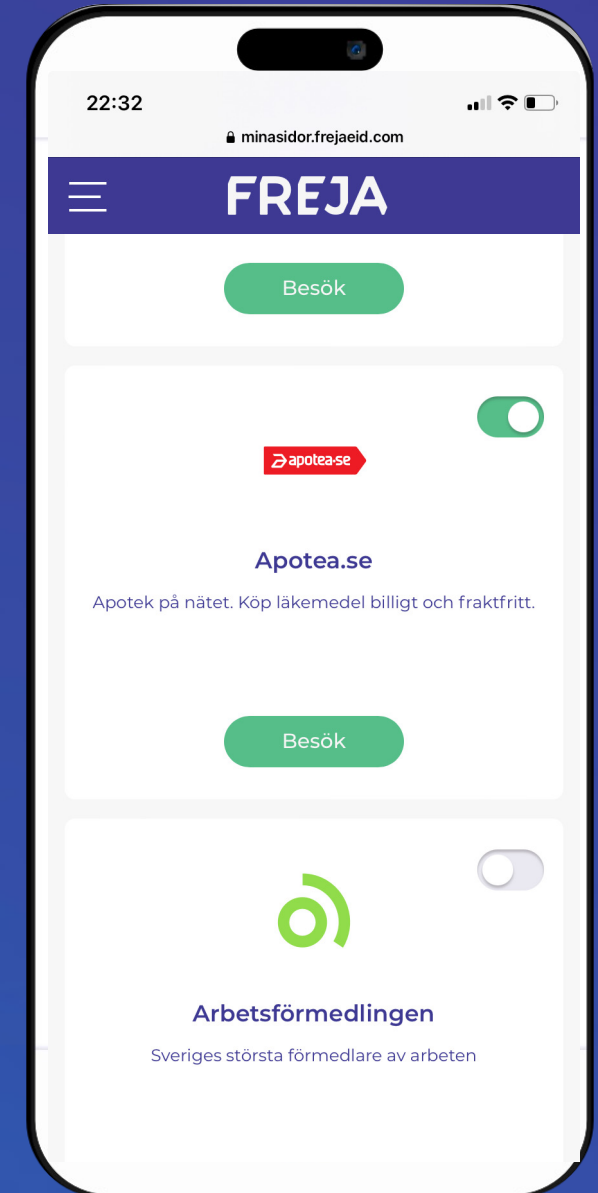 22:32
minasidor.frejaeid.com
FREJA
Besök
apotea.se
Apotea.se
Apotek på nätet. Köp läkemedel billigt och fraktfritt.
Besök
Arbetsförmedlingen
Sveriges största förmedlare av arbeten